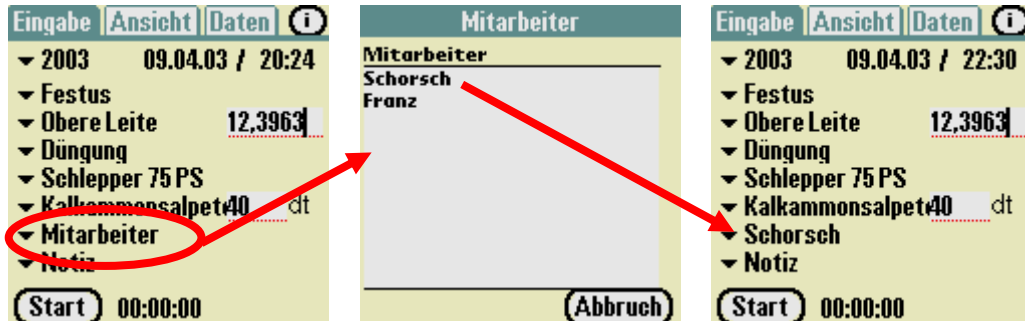 Eingabe Ansicht Daten i
2003 09.04.03 / 20:24
Festus
Obere Leite 12,3963
Düngung
Schlepper 75 PS
Kalkammonsalpete 40 dt
Mitarbeiter
Notiz
Start 00:00:00
Mitarbeiter
Mitarbeiter
Schorsch
Franz
Abbruch
Eingabe Ansicht Daten i
2003 09.04.03 / 22:30
Festus
Obere Leite 12,3963
Düngung
Schlepper 75 PS
Kalkammonsalpete 40 dt
Schorsch
Notiz
Start 00:00:00